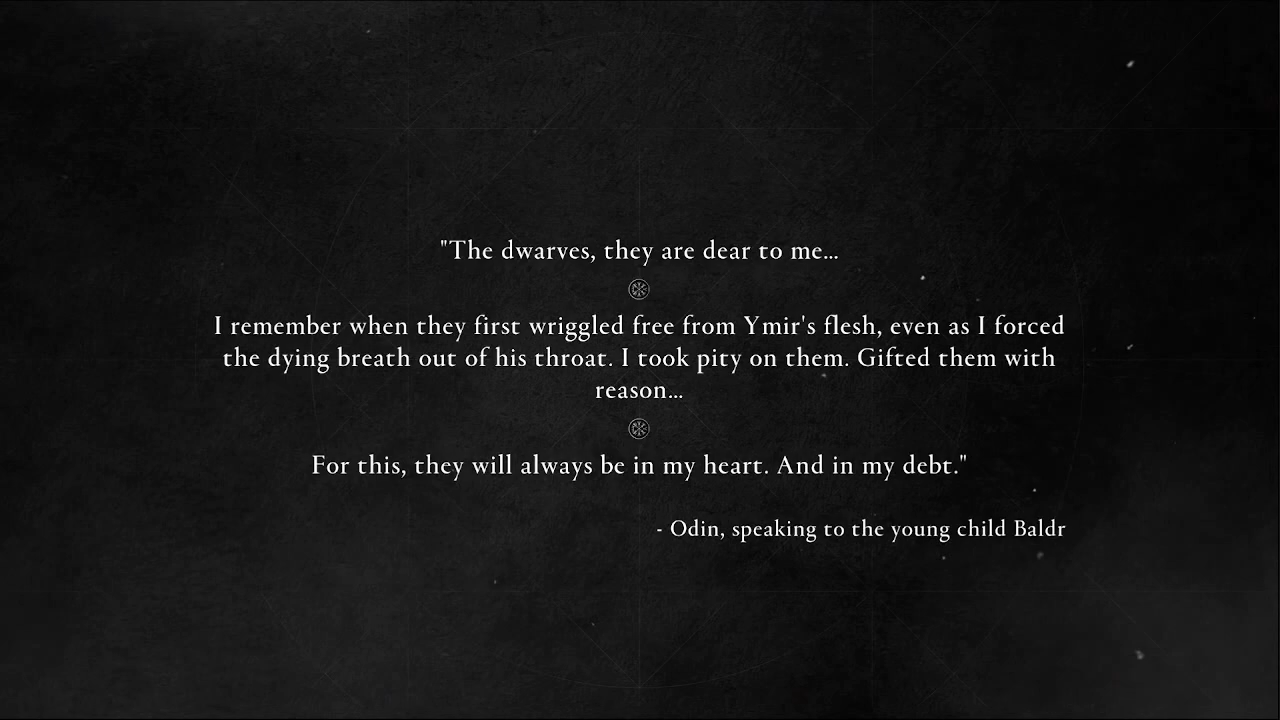 "The dwarves, they are dear to me...
I remember when they first wriggled free from Ymir's flesh, even as I forced
the dying breath out of his throat. I took pity on them. Gifted them with
reason...
For this, they will always be in my heart. And in my debt."
- Odin, speaking to the young child Baldr